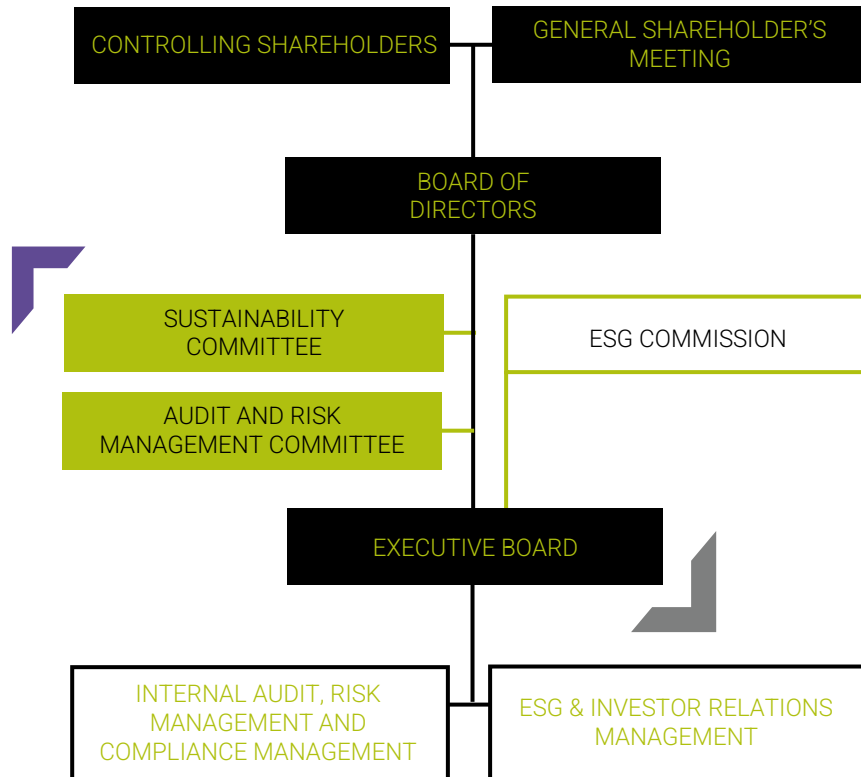 CONTROLLING SHAREHOLDERS
GENERAL SHAREHOLDER'S
MEETING
BOARD OF
DIRECTORS
SUSTAINABILITY
COMMITTEE
ESG COMMISSION
AUDIT AND RISK
MANAGEMENT COMMITTEE
EXECUTIVE BOARD
INTERNAL AUDIT, RISK
MANAGEMENT AND
COMPLIANCE MANAGEMENT
ESG & INVESTOR RELATIONS
MANAGEMENT